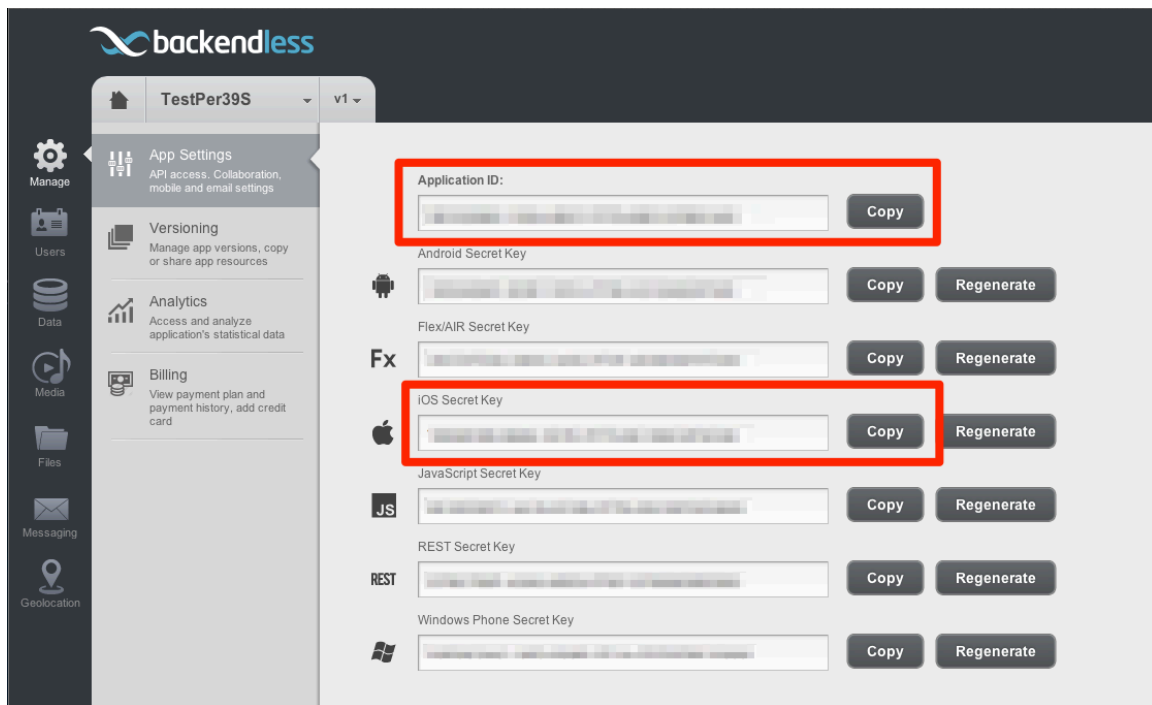 backendless
TestPer39S
v1
Manage
Users
Data
Media
Files
Messaging
Geolocation
App Settings
API access. Collaboration,
mobile and email settings
Versioning
Manage app versions, copy
or share app resources
Analytics
Access and analyze
application's statistical data
Billing
View payment plan and
payment history, add credit
card
Application ID:
Copy
Android Secret Key
Copy
Regenerate
Flex/AIR Secret Key
Fx
Copy
Regenerate
iOS Secret Key
Copy
Regenerate
JavaScript Secret Key
JS
Copy
Regenerate
REST Secret Key
REST
Copy
Regenerate
Windows Phone Secret Key
Copy
Regenerate